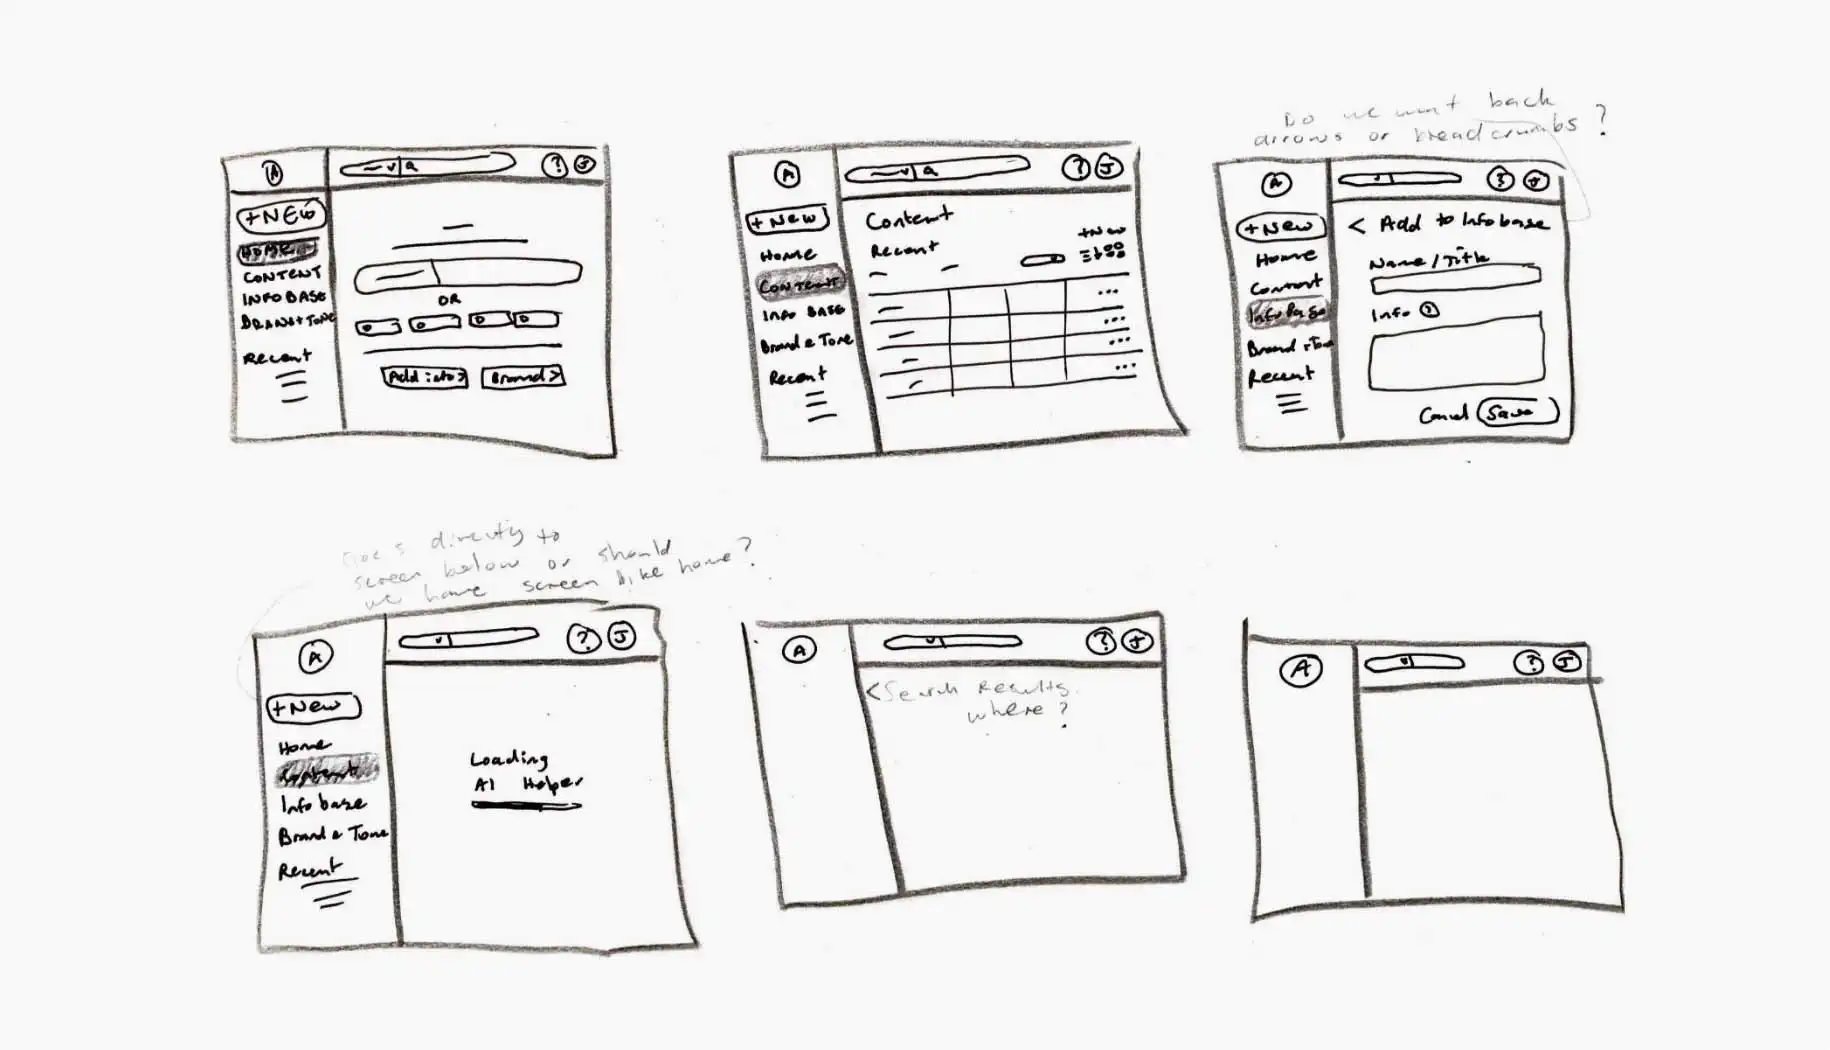 Do we want back
arrows or breadcrumbs?
A
?
J
+NEW
HOME
CONTENT
INFO BASE
BRAND + TONE
Recent
OR
Brand >
A
?
J
+New
Home
Content
Info Base
Brand & Tone
Recent
Content
Recent
+New
A
?
J
+New
Home
Content
Info Base
Brand + Tone
Recent
< Add to Info base
Name/Title
Info ?
Cancel Save
Goes directly to
screen below or should
we have screen like home?
A
?
J
+New
Home
Content
Info base
Brand & Tone
Recent
Loading
AI Helper
A
?
J
<Search Results.
where?
A
?
J